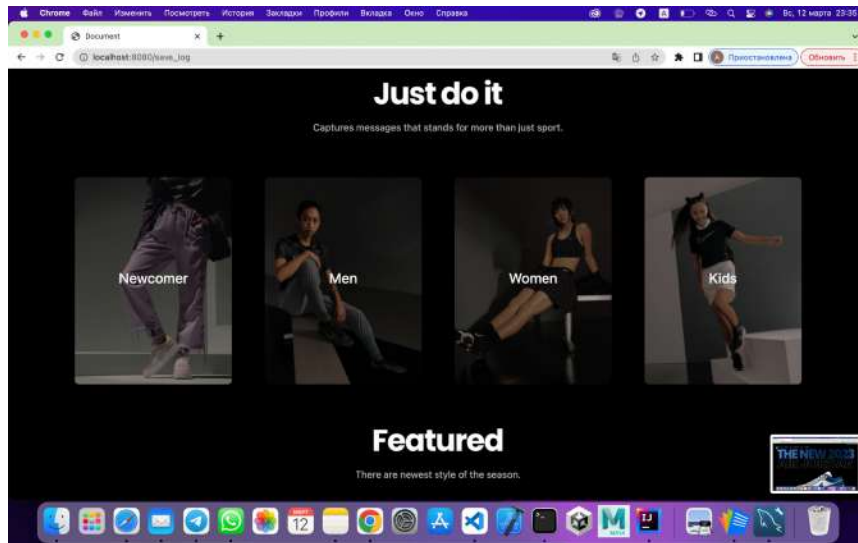 Chrome Файл Изменить Посмотреть История Закладки Профили Вкладка Окно Справка
Вс, 12 марта 23:35
Document
localhost:8080/save_log
Приостановлена
Обновить
Just do it
Captures messages that stands for more than just sport.
Newcomer
Men
Women
Kids
Featured
THE NEW 2023
There are newest style of the season.
12